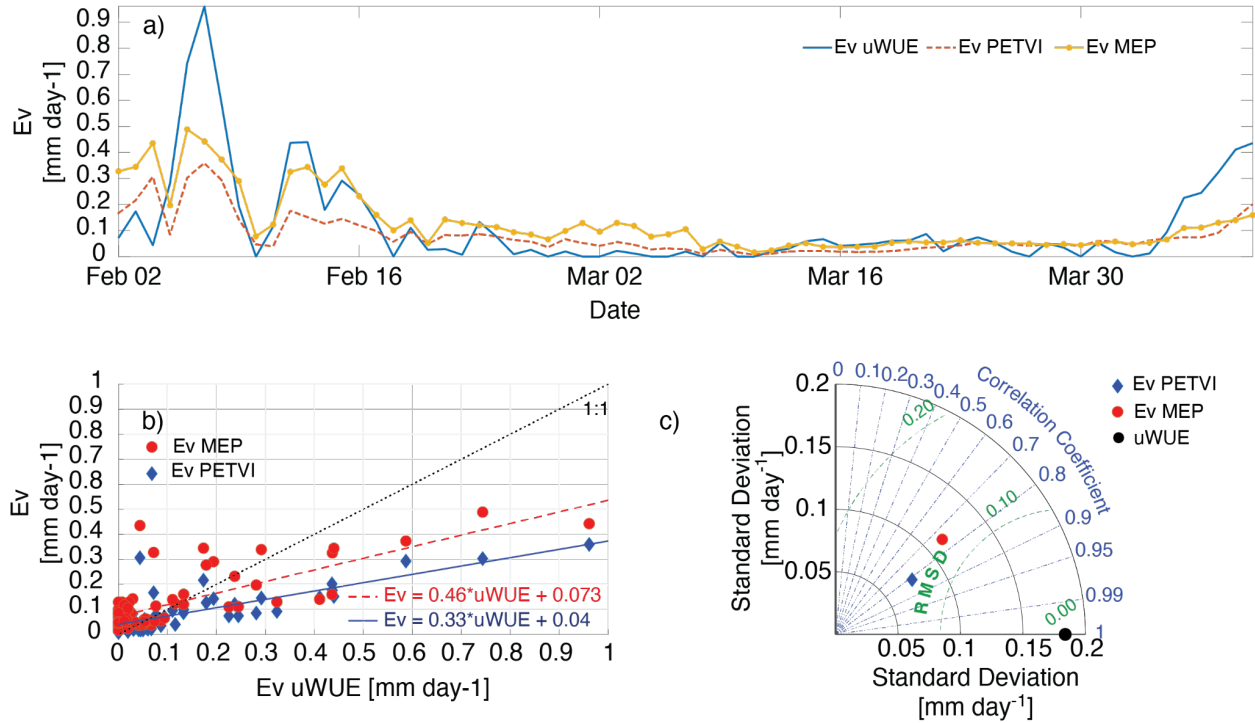 a)
Ev
[mm day-1]
0.9
0.8
0.7
0.6
0.5
0.4
0.3
0.2
0.1
0
Ev uWUE
Ev PETVI
Ev MEP
Feb 02
Feb 16
Mar 02
Mar 16
Mar 30
Date
b)
Ev
[mm day-1]
1
0.9
0.8
0.7
0.6
0.5
0.4
0.3
0.2
0.1
0
Ev MEP
Ev PETVI
1:1
Ev = 0.46*uWUE + 0.073
Ev = 0.33*uWUE + 0.04
0
0.1
0.2
0.3
0.4
0.5
0.6
0.7
0.8
0.9
1
Ev uWUE [mm day-1]
c)
Standard Deviation
[mm day-1]
0.2
0.15
0.1
0.05
0
0.1
0.2
0.3
0.4
0.5
0.6
0.7
0.8
0.9
0.95
0.99
1
Correlation Coefficient
0.20
0.10
0.00
RMSD
0.05
0.1
0.15
0.2
Standard Deviation
[mm day-1]
Ev PETVI
Ev MEP
uWUE